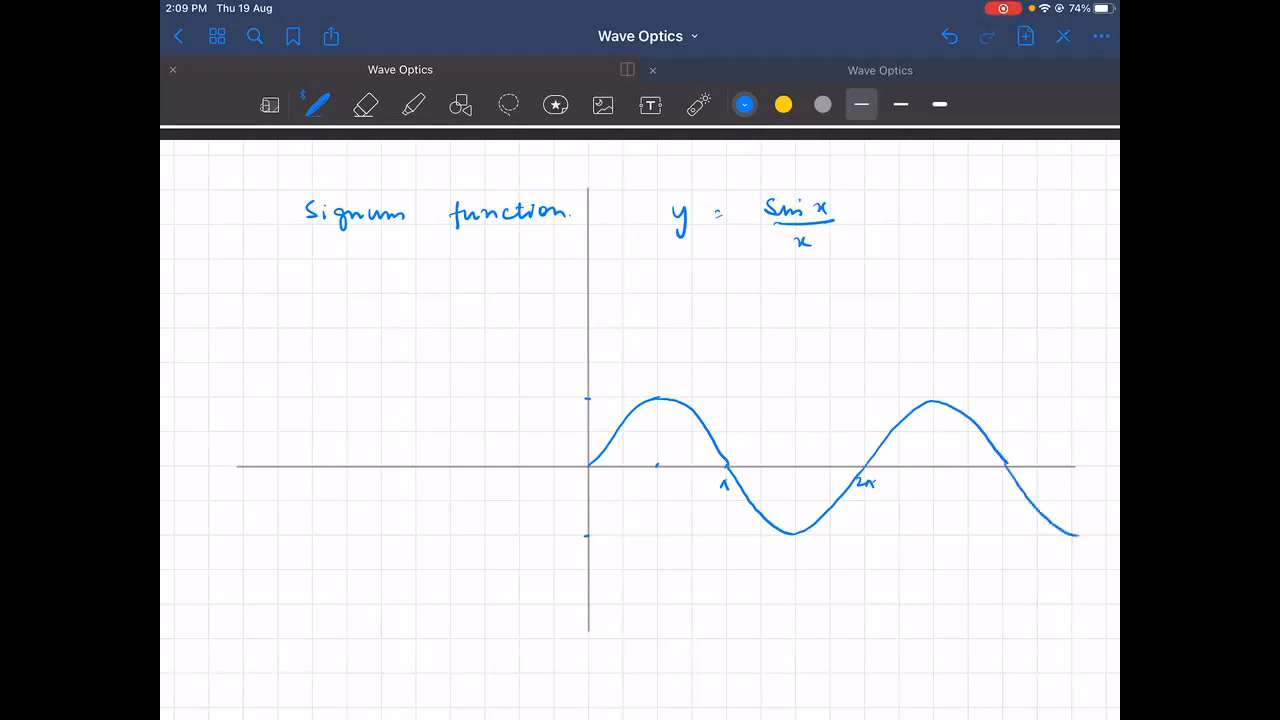 2:09 PM Thu 19 Aug
74%
Wave Optics
Wave Optics
Wave Optics
T
Signum function.
y = sin x / x
π
2π